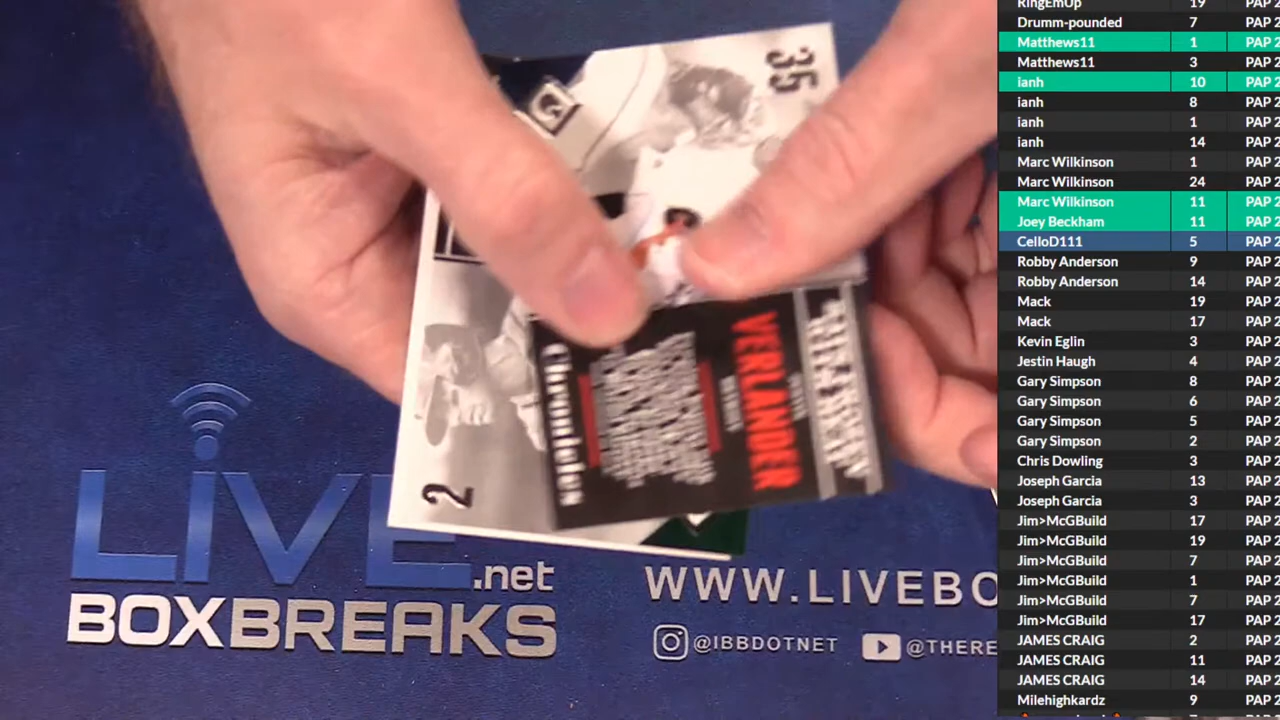 35
VERLANDER
Chronicles
2
LiVE
.net
BOXBREAKS
WWW.LIVEBO
@IBBDOTNET
@THERE
RingEmUp 19 PAP 2
Drumm-pounded 7 PAP 2
Matthews11 1 PAP 2
Matthews11 3 PAP 2
ianh 10 PAP 2
ianh 8 PAP 2
ianh 1 PAP 2
ianh 14 PAP 2
Marc Wilkinson 1 PAP 2
Marc Wilkinson 24 PAP 2
Marc Wilkinson 11 PAP 2
Joey Beckham 11 PAP 2
CelloD111 5 PAP 2
Robby Anderson 9 PAP 2
Robby Anderson 14 PAP 2
Mack 19 PAP 2
Mack 17 PAP 2
Kevin Eglin 3 PAP 2
Jestin Haugh 4 PAP 2
Gary Simpson 8 PAP 2
Gary Simpson 6 PAP 2
Gary Simpson 5 PAP 2
Gary Simpson 2 PAP 2
Chris Dowling 3 PAP 2
Joseph Garcia 13 PAP 2
Joseph Garcia 3 PAP 2
Jim>McGBuild 17 PAP 2
Jim>McGBuild 19 PAP 2
Jim>McGBuild 7 PAP 2
Jim>McGBuild 1 PAP 2
Jim>McGBuild 7 PAP 2
Jim>McGBuild 17 PAP 2
JAMES CRAIG 2 PAP 2
JAMES CRAIG 11 PAP 2
JAMES CRAIG 14 PAP 2
Milehighkardz 9 PAP 2